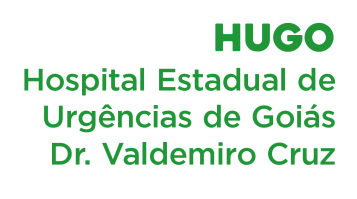 HUGO
Hospital Estadual de
Urgências de Goiás
Dr. Valdemiro Cruz